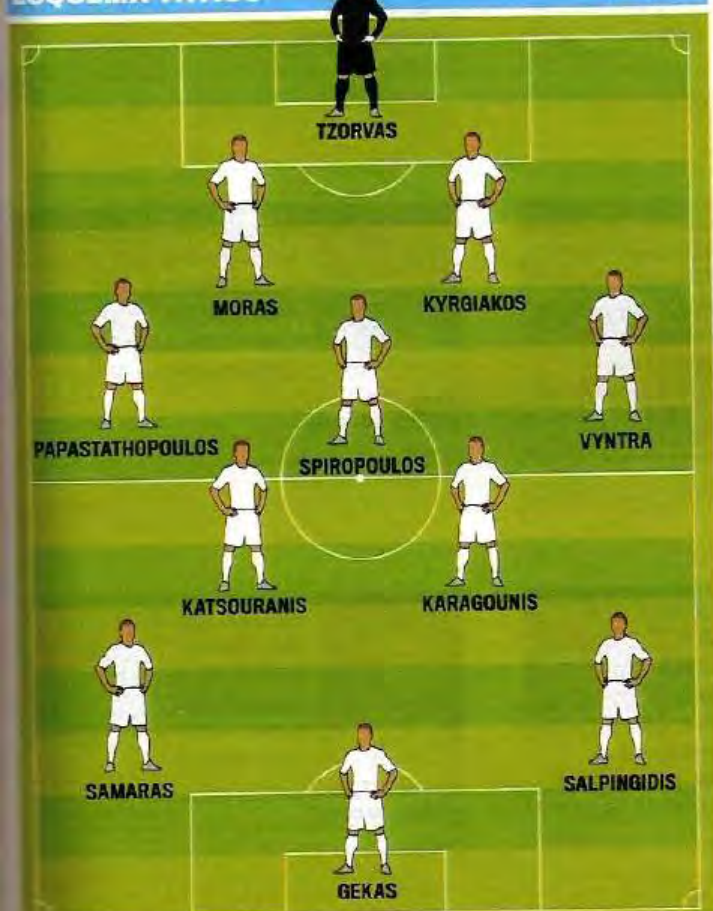 TZORVAS
MORAS
KYRGIAKOS
PAPASTATHOPOULOS
SPIROPOULOS
VYNTRA
KATSOURANIS
KARAGOUNIS
SAMARAS
SALPINGIDIS
GEKAS